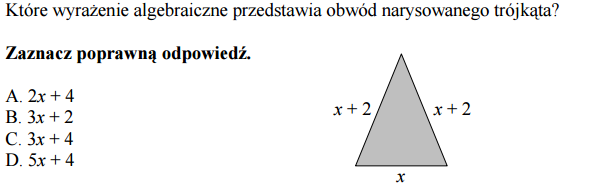 Które wyrażenie algebraiczne przedstawia obwód narysowanego trójkąta?
Zaznacz poprawną odpowiedź.
A. 2x + 4
B. 3x + 2
C. 3x + 4
D. 5x + 4
x + 2
x + 2
x